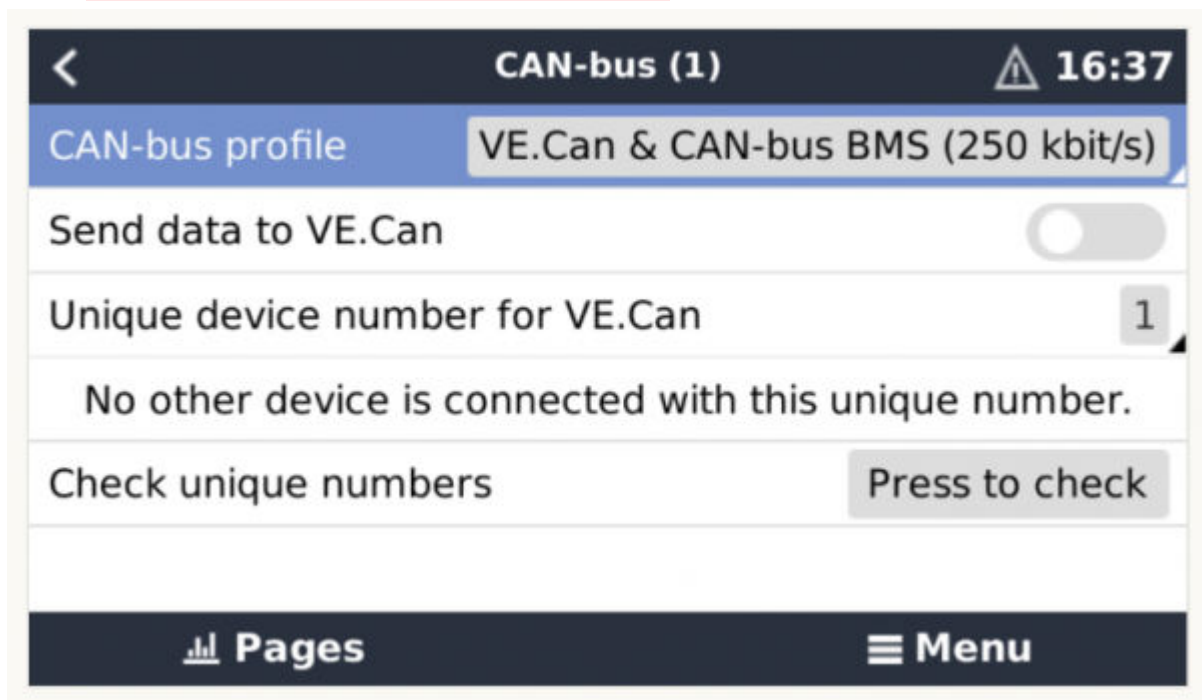 CAN-bus (1) 16:37
CAN-bus profile VE.Can & CAN-bus BMS (250 kbit/s)
Send data to VE.Can
Unique device number for VE.Can 1
No other device is connected with this unique number.
Check unique numbers Press to check
Pages Menu